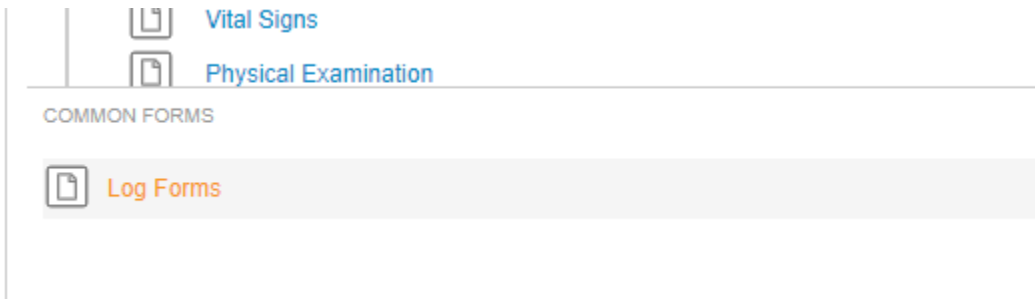 Vital Signs
Physical Examination
COMMON FORMS
Log Forms